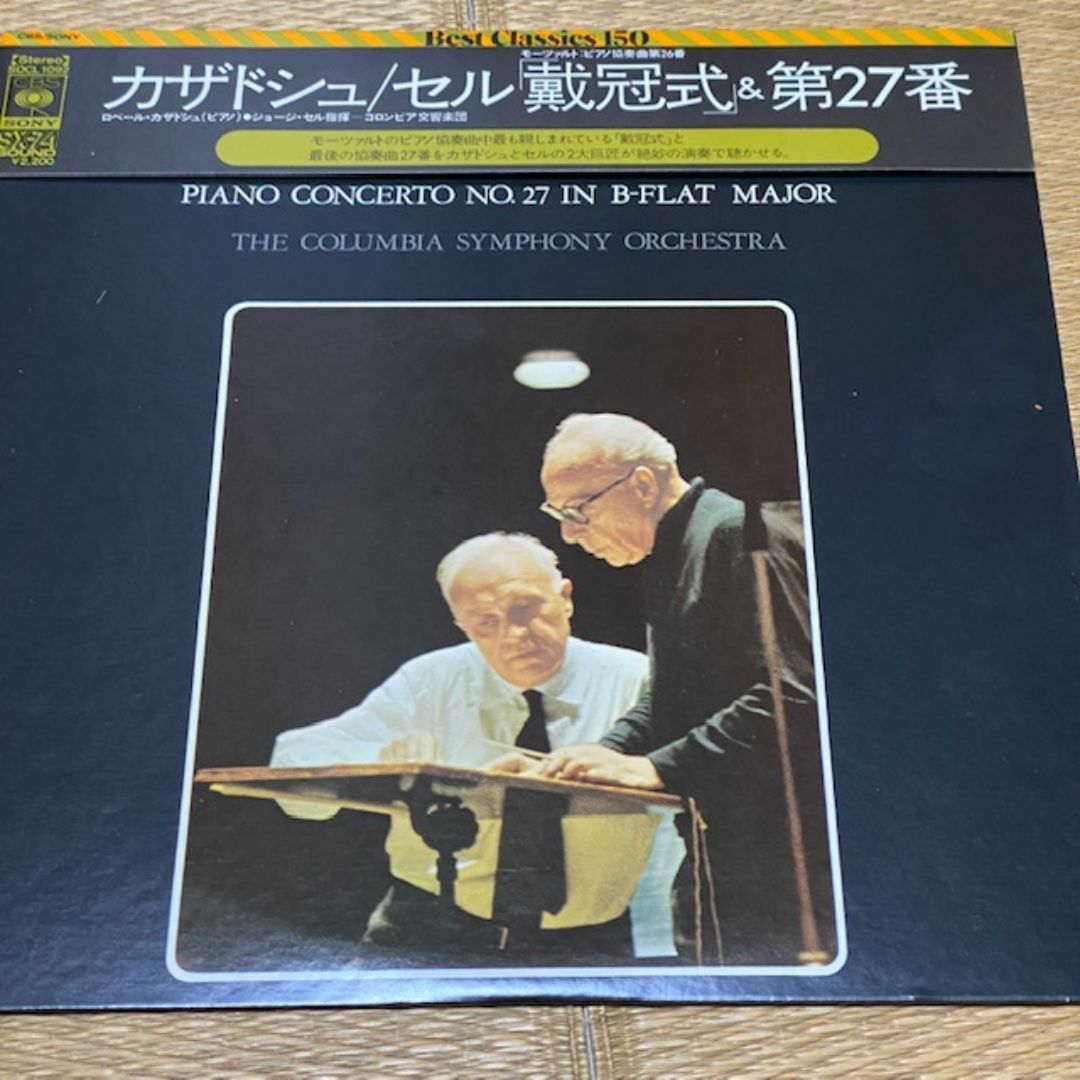 CBS-SONY
Best Classics 150
【Stereo】
SOCL 1092
CBS
SONY
SX-74
SOUND
¥2,200
モーツァルト:ピアノ協奏曲第26番
カザドシュ/セル「戴冠式」&第27番
ロベール・カザドシュ(ピアノ)●ジョージ・セル指揮—コロンビア交響楽団
モーツァルトのピアノ協奏曲中最も親しまれている「戴冠式」と
最後の協奏曲27番をカザドシュとセルの2大巨匠が絶妙の演奏で聴かせる。
PIANO CONCERTO NO. 27 IN B-FLAT MAJOR
THE COLUMBIA SYMPHONY ORCHESTRA